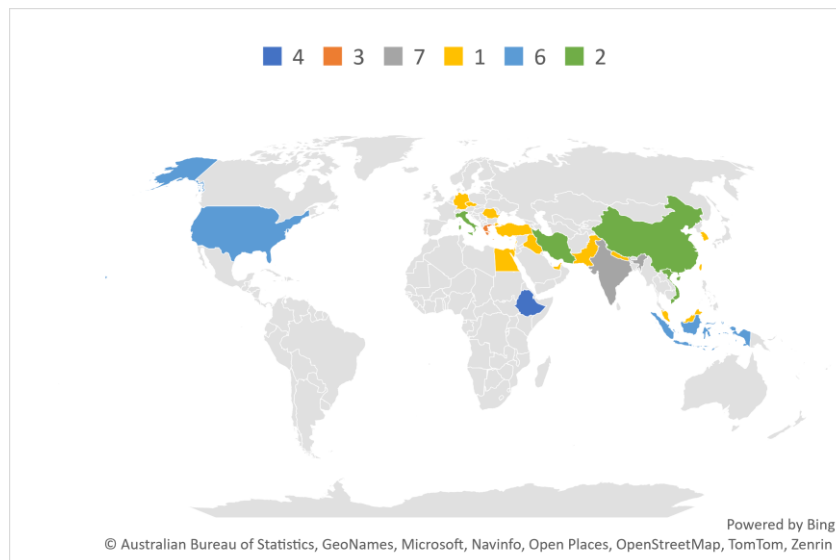 4 3 7 1 6 2
Powered by Bing
© Australian Bureau of Statistics, GeoNames, Microsoft, Navinfo, Open Places, OpenStreetMap, TomTom, Zenrin